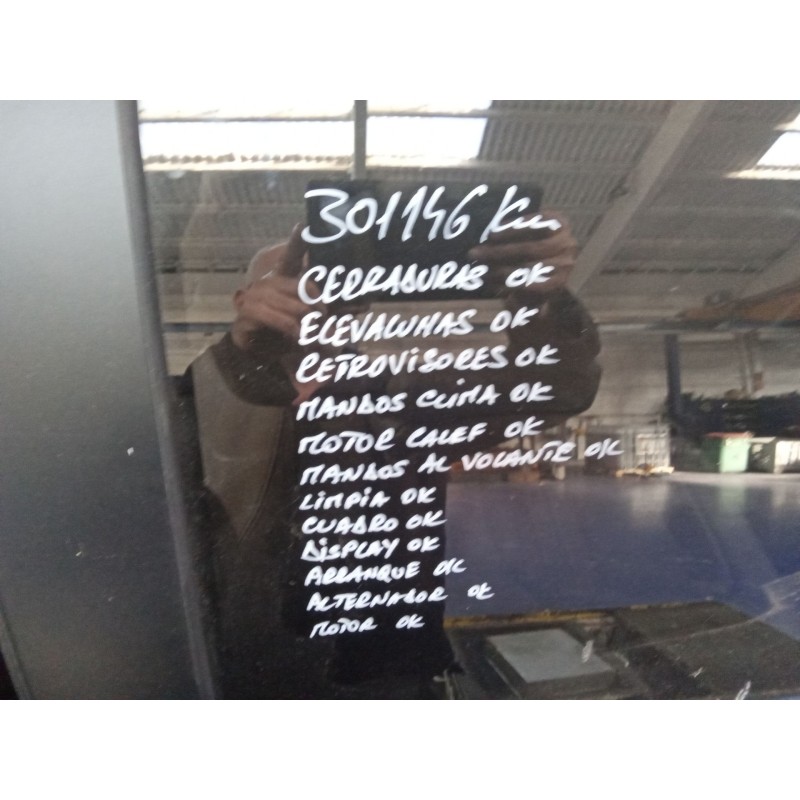 301146 Km
CERRADURAS OK
ELEVALUNAS OK
RETROVISORES OK
MANDOS CLIMA OK
MOTOR CALEF OK
MANDOS AL VOLANTE OK
LIMPIA OK
CUADRO OK
DISPLAY OK
ARRANQUE OK
ALTERNADOR OK
MOTOR OK